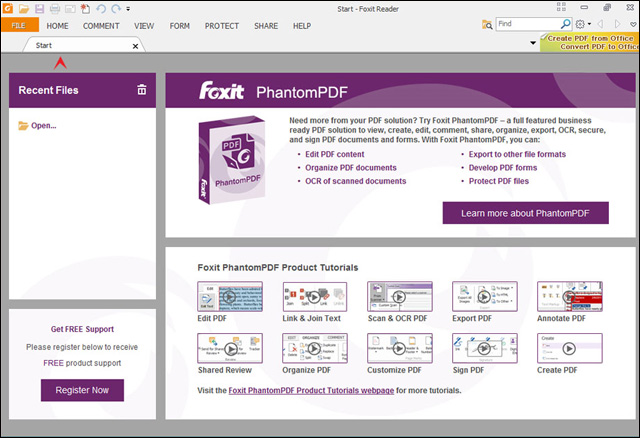 Start - Foxit Reader
FILE HOME COMMENT VIEW FORM PROTECT SHARE HELP
Find
Start
Create PDF from Office
Convert PDF to Office
Recent Files
Open...
Foxit PhantomPDF
PDF
Need more from your PDF solution? Try Foxit PhantomPDF – a full featured business
ready PDF solution to view, create, edit, comment, share, organize, export, OCR, secure,
and sign PDF documents and forms. With Foxit PhantomPDF, you can:
• Edit PDF content
• Organize PDF documents
• OCR of scanned documents
• Export to other file formats
• Develop PDF forms
• Protect PDF files
Learn more about PhantomPDF
Foxit PhantomPDF Product Tutorials
Edit PDF
Link & Join Text
Scan & OCR PDF
Export PDF
Annotate PDF
Shared Review
Organize PDF
Customize PDF
Sign PDF
Create PDF
Visit the Foxit PhantomPDF Product Tutorials webpage for more tutorials.
Get FREE Support
Please register below to receive
FREE product support
Register Now